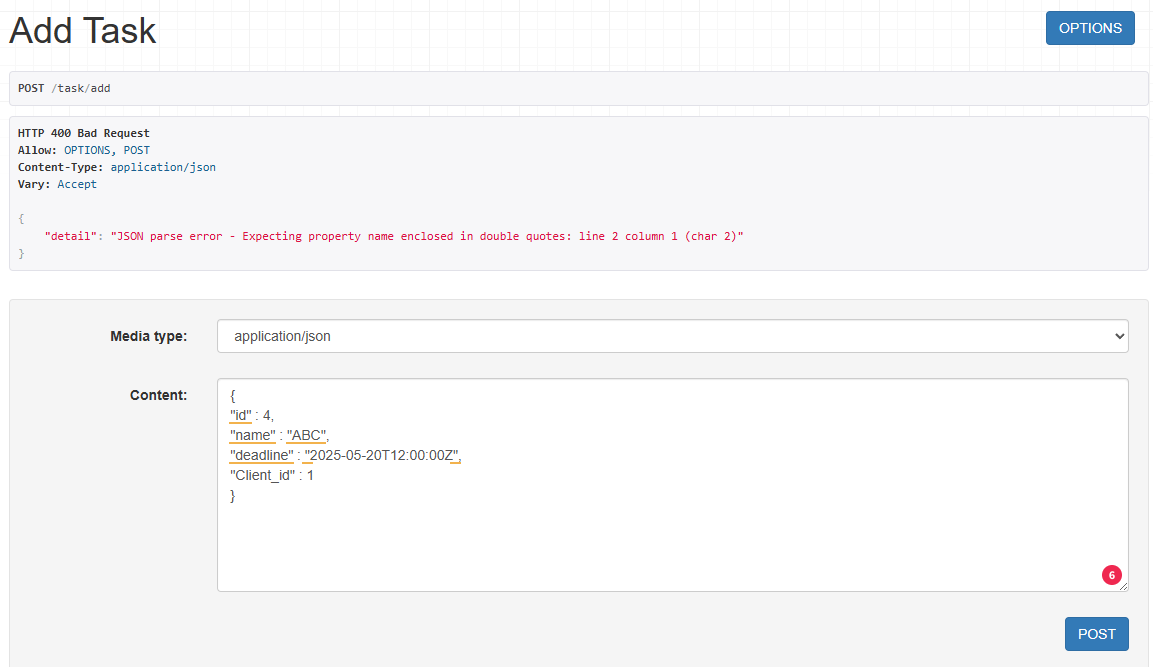 Add Task
OPTIONS
POST /task/add
HTTP 400 Bad Request
Allow: OPTIONS, POST
Content-Type: application/json
Vary: Accept
{
"detail": "JSON parse error - Expecting property name enclosed in double quotes: line 2 column 1 (char 2)"
}
Media type:
application/json
Content:
{
"id" : 4,
"name" : "ABC",
"deadline" : "2025-05-20T12:00:00Z",
"Client_id" : 1
}
6
POST